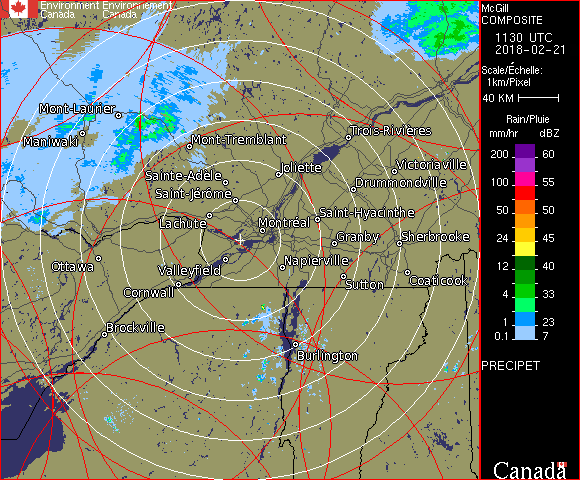 Environment Environnement
Canada Canada
McGill
COMPOSITE
1130 UTC
2018-02-21
Scale/Échelle:
1km/Pixel
40 KM
Rain/Pluie
mm/hr dBZ
200 60
155 57
100 55
50 50
24 45
12 40
4 33
1 23
0.1 7
PRECIPET
Canada
Mont-Laurier
Maniwaki
Mont-Tremblant
Trois-Rivières
Sainte-Adèle
Joliette
Victoriaville
Saint-Jérôme
Drummondville
Lachute
Montréal
Saint-Hyacinthe
Granby
Sherbrooke
Ottawa
Valleyfield
Napierville
Cornwall
Sutton
Coaticook
Brockville
Burlington